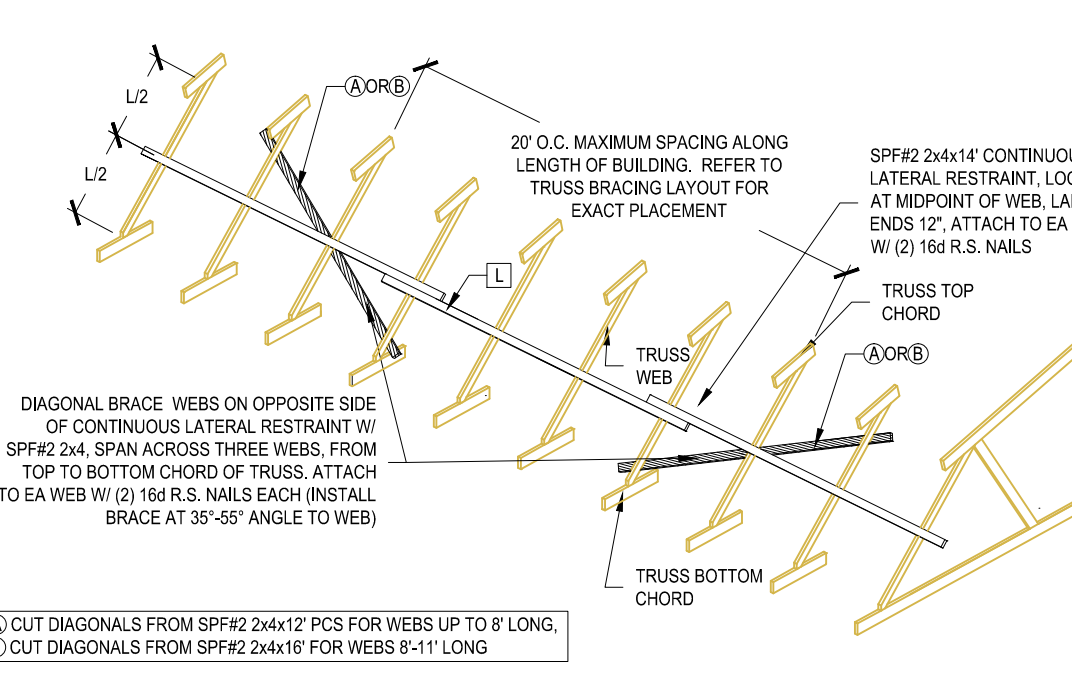 L/2
L/2
A OR B
20' O.C. MAXIMUM SPACING ALONG
LENGTH OF BUILDING. REFER TO
TRUSS BRACING LAYOUT FOR
EXACT PLACEMENT
SPF#2 2x4x14'
LATERAL RESTRAINT,
AT MIDPOINT OF WEB,
ENDS 12", ATTACH TO EA
W/ (2) 16d R.S. NAILS
L
TRUSS TOP
CHORD
TRUSS
WEB
A OR B
DIAGONAL BRACE WEBS ON OPPOSITE SIDE
OF CONTINUOUS LATERAL RESTRAINT W/
SPF#2 2x4, SPAN ACROSS THREE WEBS, FROM
TOP TO BOTTOM CHORD OF TRUSS. ATTACH
TO EA WEB W/ (2) 16d R.S. NAILS EACH (INSTALL
BRACE AT 35°-55° ANGLE TO WEB)
TRUSS BOTTOM
CHORD
CUT DIAGONALS FROM SPF#2 2x4x12' PCS FOR WEBS UP TO 8' LONG,
CUT DIAGONALS FROM SPF#2 2x4x16' FOR WEBS 8'-11' LONG